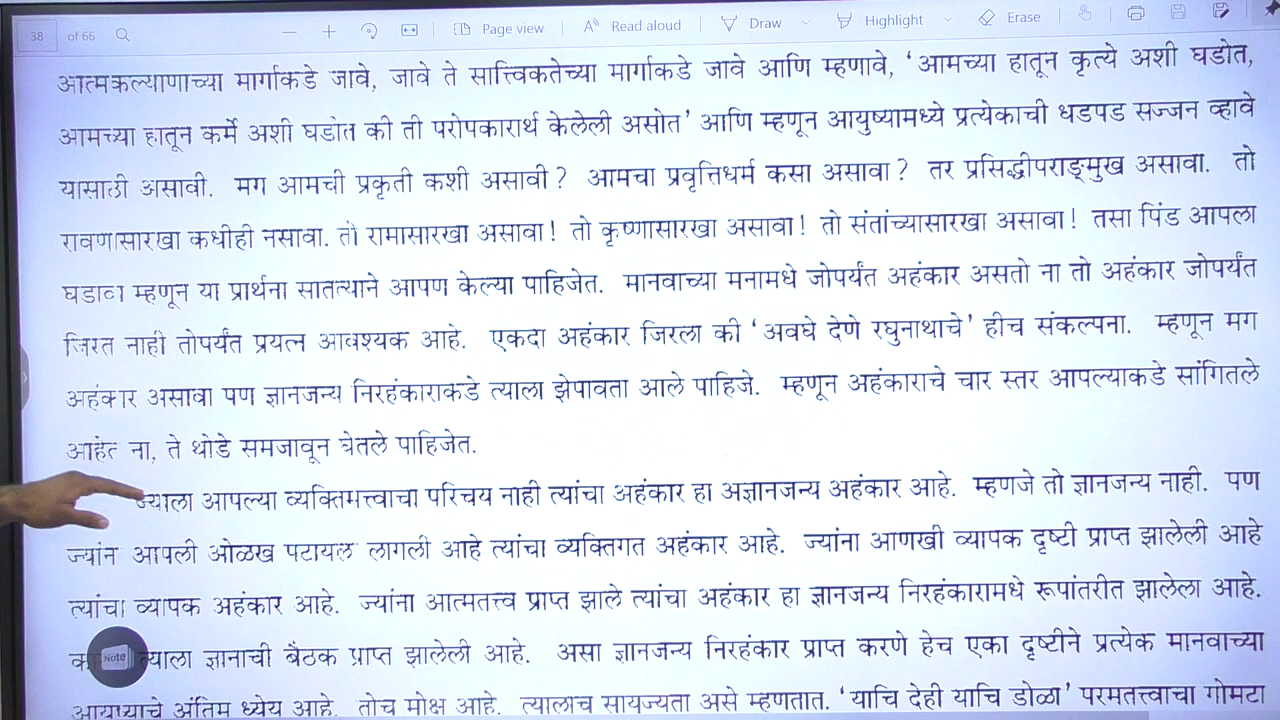 38 of 66 Page view Read aloud Draw Highlight Erase
आत्मकल्याणाच्या मार्गाकडे जावे, जावे ते सात्त्विकतेच्या मार्गाकडे जावे आणि म्हणावे, ‘आमच्या हातून कृत्ये अशी घडोत,
आमच्या हातून कर्मे अशी घडोत की ती परोपकारार्थ केलेली असोत’ आणि म्हणून आयुष्यामध्ये प्रत्येकाची धडपड सज्जन व्हावे
यासाठी असावी. मग आमची प्रकृती कशी असावी? आमचा प्रवृत्तिधर्म कसा असावा? तर प्रसिद्धीपराङ्मुख असावा. तो
रावणासारखा कधीही नसावा. तो रामासारखा असावा! तो कृष्णासारखा असावा! तो संतांच्यासारखा असावा! तसा पिंड आपला
घडावा म्हणून या प्रार्थना सातत्याने आपण केल्या पाहिजेत. मानवाच्या मनामधे जोपर्यंत अहंकार असतो ना तो अहंकार जोपर्यंत
जिरत नाही तोपर्यंत प्रयत्न आवश्यक आहे. एकदा अहंकार जिरला की ‘अवघे देणे रघुनाथाचे’ हीच संकल्पना. म्हणून मग
अहंकार असावा पण ज्ञानजन्य निरहंकाराकडे त्याला झेपावता आले पाहिजे. म्हणून अहंकाराचे चार स्तर आपल्याकडे सांगितले
आहेत ना, ते थोडे समजावून घेतले पाहिजेत.
ज्याला आपल्या व्यक्तिमत्त्वाचा परिचय नाही त्यांचा अहंकार हा अज्ञानजन्य अहंकार आहे. म्हणजे तो ज्ञानजन्य नाही. पण
ज्यांना आपली ओळख पटायला लागली आहे त्यांचा व्यक्तिगत अहंकार आहे. ज्यांना आणखी व्यापक दृष्टी प्राप्त झालेली आहे
त्यांचा व्यापक अहंकार आहे. ज्यांना आत्मतत्त्व प्राप्त झाले त्यांचा अहंकार हा ज्ञानजन्य निरहंकारामधे रूपांतरीत झालेला आहे.
Note त्याला ज्ञानाची बैठक प्राप्त झालेली आहे. असा ज्ञानजन्य निरहंकार प्राप्त करणे हेच एका दृष्टीने प्रत्येक मानवाच्या
आयुष्याचे अंतिम ध्येय आहे. तोच मोक्ष आहे. त्यालाच सायुज्यता असे म्हणतात. ‘याचि देही याचि डोळा’ परमतत्त्वाचा गोमटा